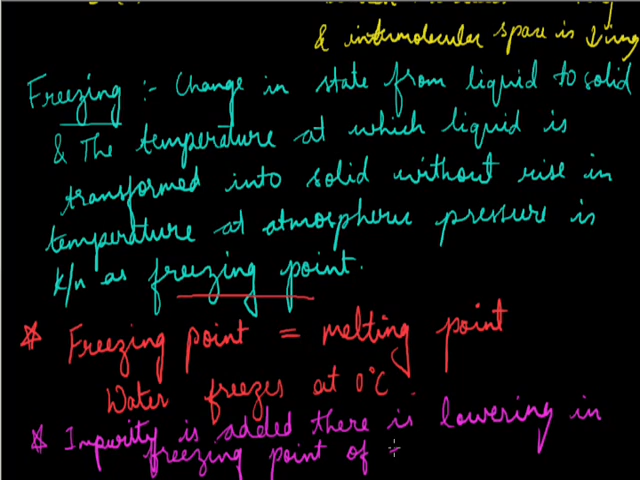 & intermolecular space is
Freezing :- Change in state from liquid to solid
& The temperature at which liquid is
transformed into solid without rise in
temperature at atmospheric pressure is
k/n as freezing point.
* Freezing point = melting point
Water freezes at 0°C
* Impurity is added there is lowering in
freezing point of